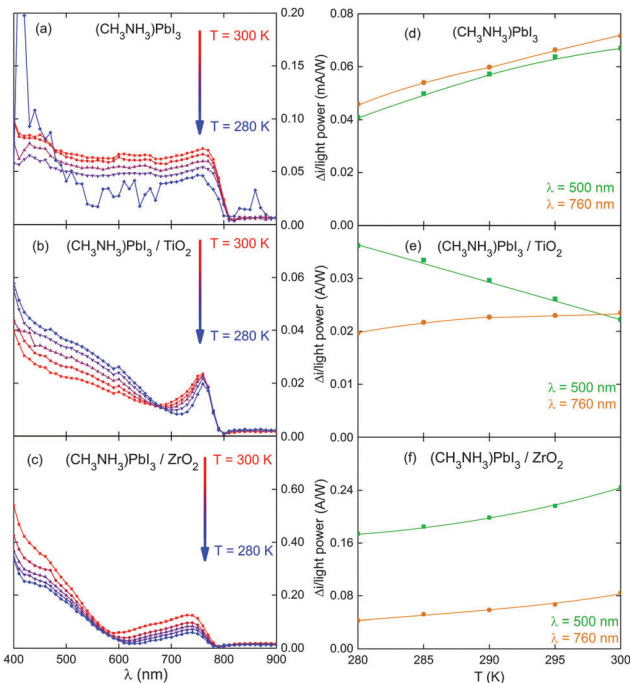 (a) (CH₃NH₃)PbI₃
T = 300 K
T = 280 K
0.20
0.15
0.10
0.05
0.00
(b) (CH₃NH₃)PbI₃ / TiO₂
T = 300 K
T = 280 K
0.08
0.06
0.04
0.02
0.00
(c) (CH₃NH₃)PbI₃ / ZrO₂
T = 300 K
T = 280 K
0.60
0.40
0.20
0.00
400 500 600 700 800 900
λ (nm)
(d) (CH₃NH₃)PbI₃
Δi/light power (mA/W)
0.08
0.06
0.04
0.02
0.00
λ = 500 nm
λ = 760 nm
(e) (CH₃NH₃)PbI₃ / TiO₂
Δi/light power (A/W)
0.03
0.02
0.01
0.00
λ = 500 nm
λ = 760 nm
(f) (CH₃NH₃)PbI₃ / ZrO₂
Δi/light power (A/W)
0.24
0.16
0.08
0.00
λ = 500 nm
λ = 760 nm
280 285 290 295 300
T (K)